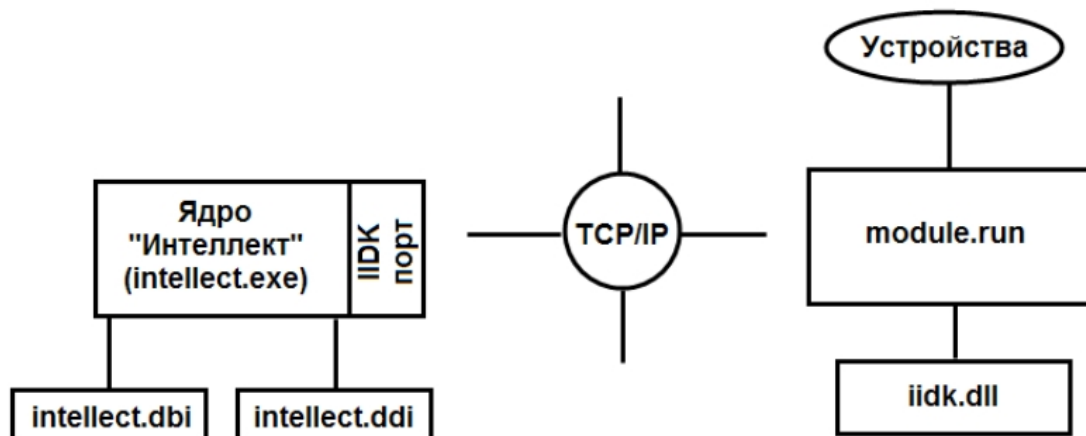 Устройства
Ядро
"Интеллект"
(intellect.exe)
IIDK
порт
TCP/IP
module.run
intellect.dbi
intellect.ddi
iidk.dll